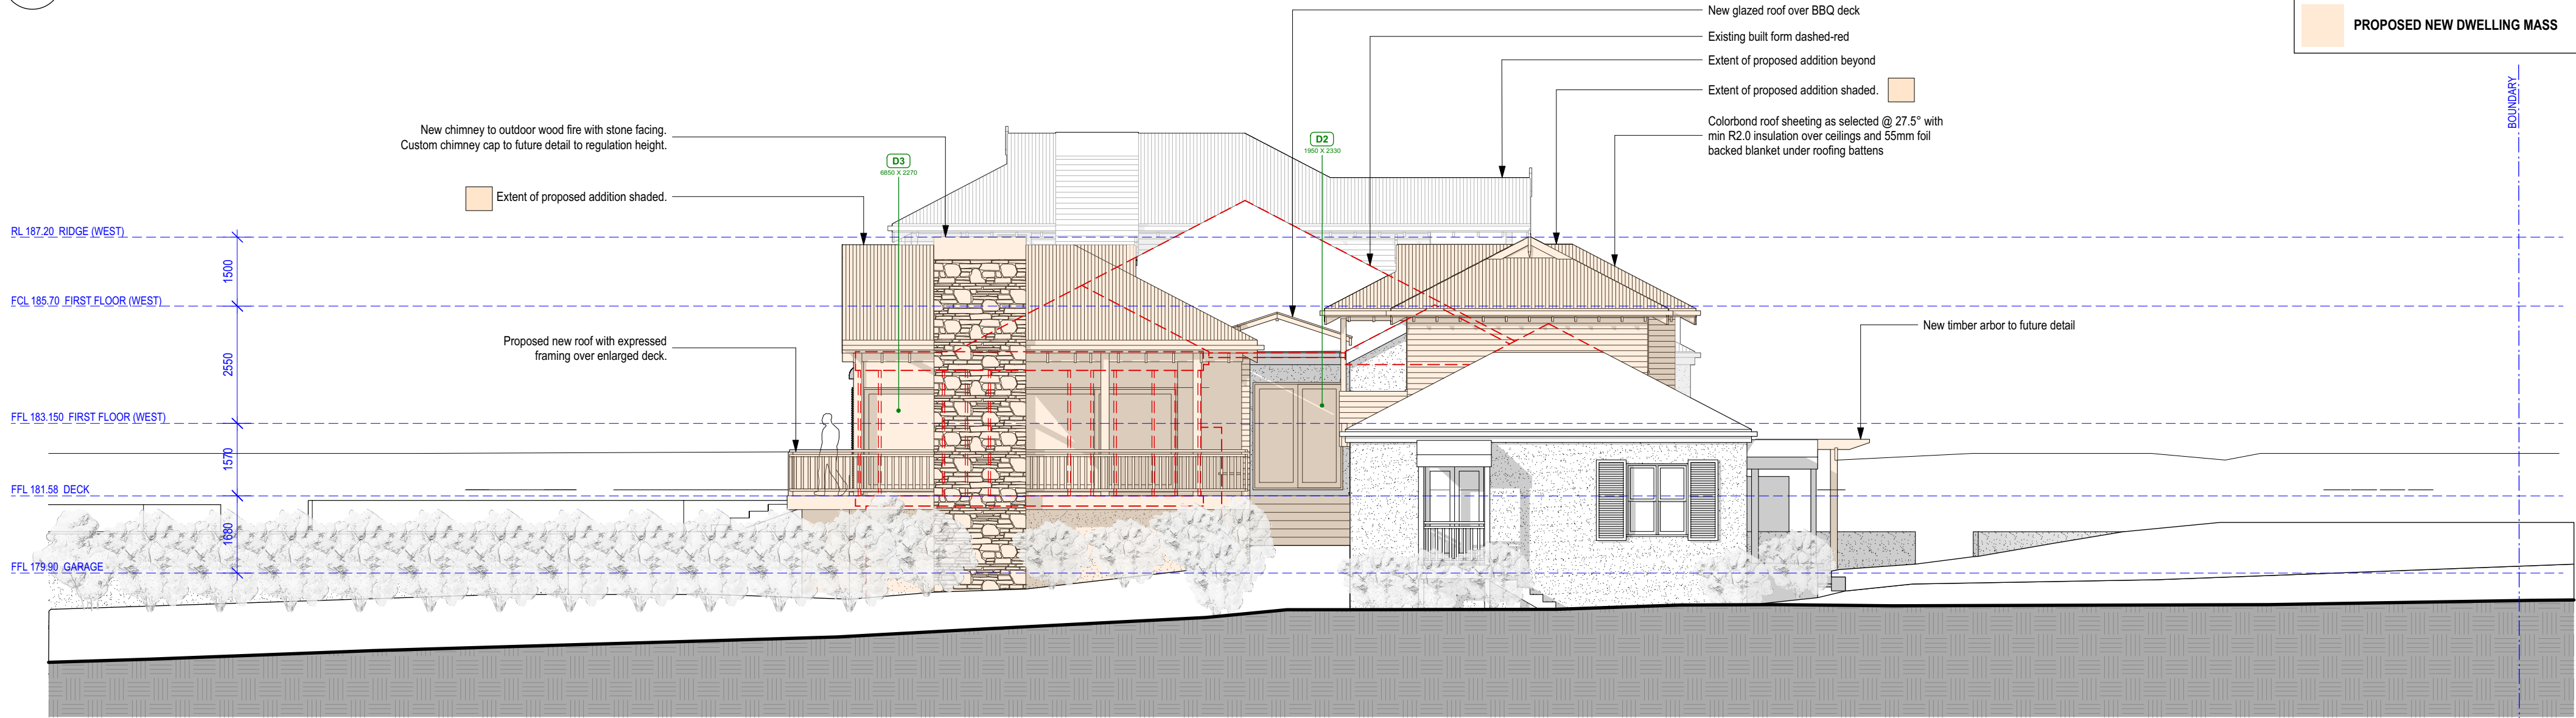 New glazed roof over BBQ deck
PROPOSED NEW DWELLING MASS
Existing built form dashed-red
Extent of proposed addition beyond
BOUNDARY
Extent of proposed addition shaded.
Colorbond roof sheeting as selected @ 27.5° with
min R2.0 insulation over ceilings and 55mm foil
backed blanket under roofing battens
New chimney to outdoor wood fire with stone facing.
Custom chimney cap to future detail to regulation height.
D2
1950 X 2330
D3
6850 X 2270
Extent of proposed addition shaded.
RL 187.20 RIDGE (WEST)
1500
FCL 185.70 FIRST FLOOR (WEST)
New timber arbor to future detail
Proposed new roof with expressed
framing over enlarged deck.
2550
FFL 183.150 FIRST FLOOR (WEST)
1570
FFL 181.58 DECK
1680
FFL 179.90 GARAGE